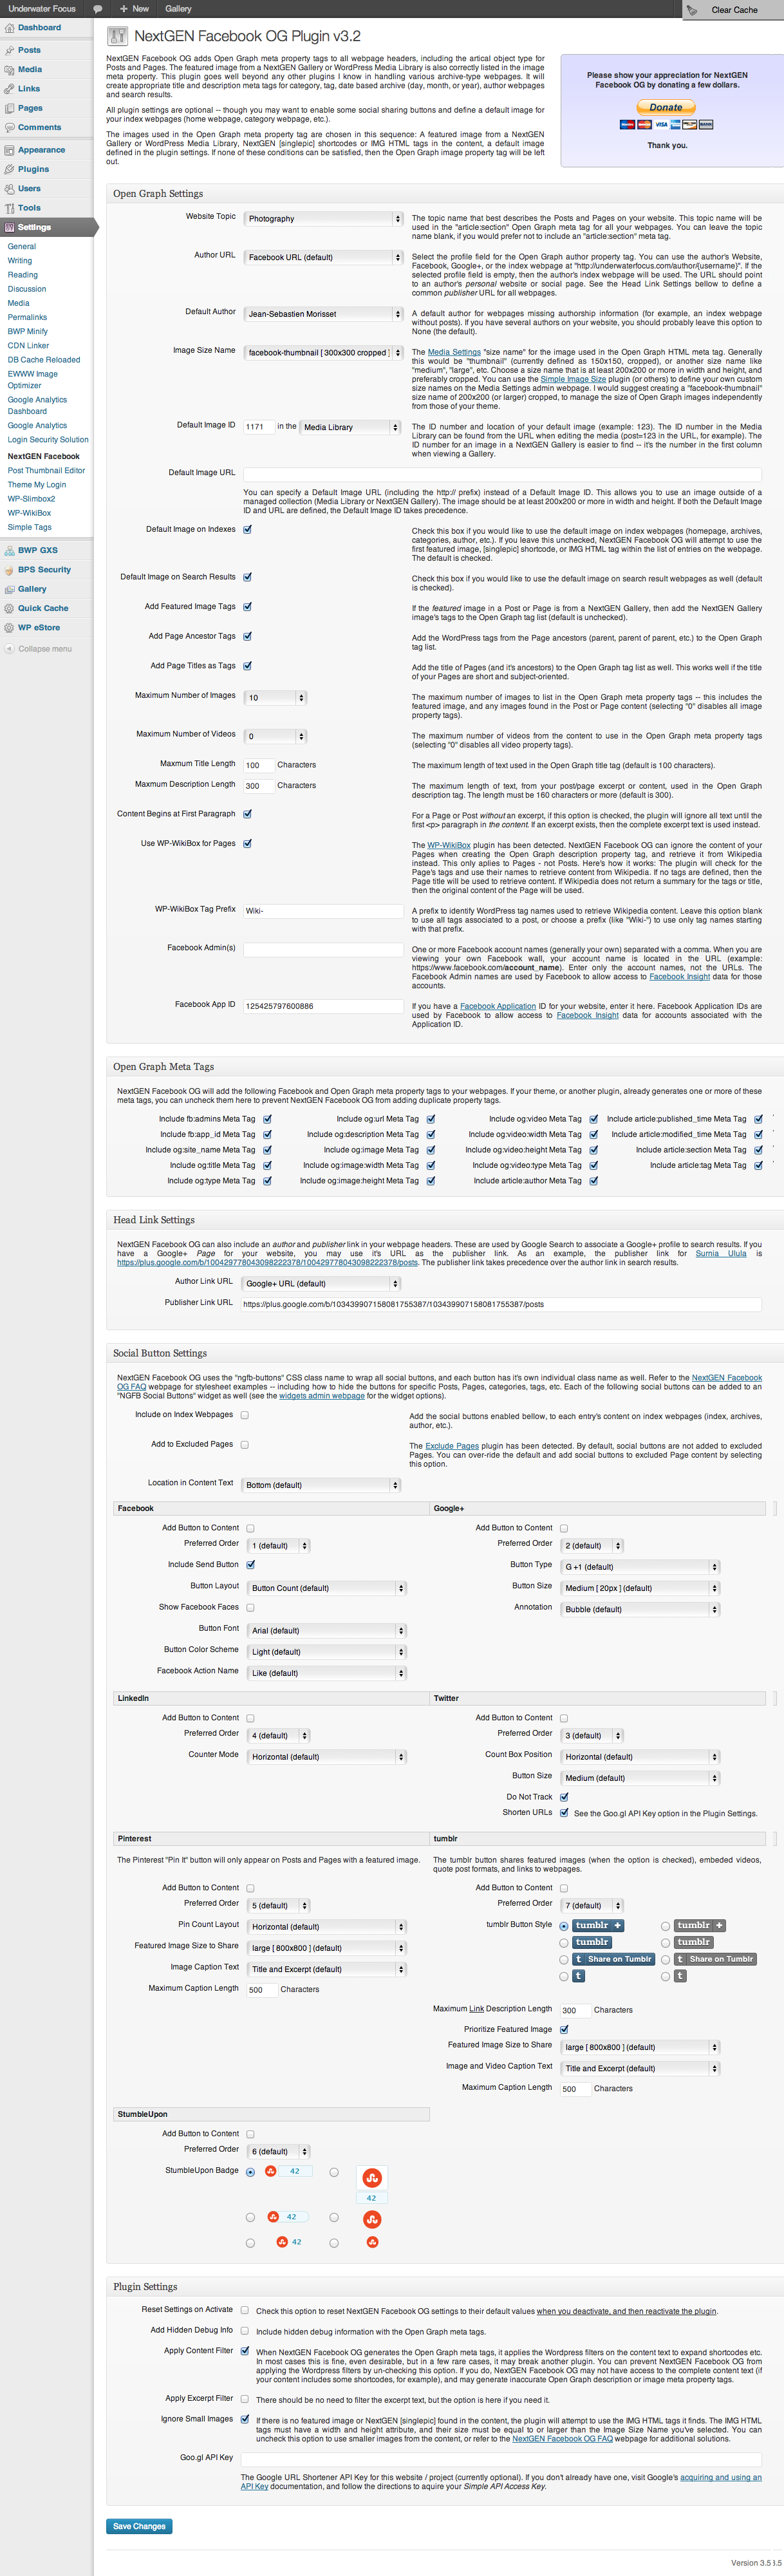 Underwater Focus
New
Gallery
Clear Cache
Dashboard
Posts
Media
Links
Pages
Comments
Appearance
Plugins
Users
Tools
Settings
General
Writing
Reading
Discussion
Media
Permalinks
BWP Minify
CDN Linker
DB Cache Reloaded
EWWW Image
Optimizer
Google Analytics
Dashboard
Google Analytics
Login Security Solution
NextGEN Facebook
Post Thumbnail Editor
Theme My Login
WP-Slimbox2
WP-WikiBox
Simple Tags
BWP GXS
BPS Security
Gallery
Quick Cache
WP eStore
Collapse menu
NextGEN Facebook OG Plugin v3.2
NextGEN Facebook OG adds Open Graph meta property tags to all webpage headers, including the artical object type for
Posts and Pages. The featured image from a NextGEN Gallery or WordPress Media Library is also correctly listed in the
image meta property. This plugin goes well beyond any other plugins I know in handling various archive-type webpages. It will
create appropriate title and description meta tags for category, tag, date based archive (day, month, or year), author webpages
and search results.
All plugin settings are optional -- though you may want to enable some social sharing buttons and define a default image for
your index webpages (home webpage, category webpage, etc.).
The images used in the Open Graph meta property tag are chosen in this sequence: A featured image from a NextGEN
Gallery or WordPress Media Library, NextGEN [singlepic] shortcodes or IMG HTML tags in the content, a default image
defined in the plugin settings. If none of these conditions can be satisfied, then the Open Graph image property tag will be left
out.
Please show your appreciation for NextGEN
Facebook OG by donating a few dollars.
Donate
VISA
Thank you.
Open Graph Settings
Website Topic
Photography
The topic name that best describes the Posts and Pages on your website. This topic name will be
used in the "article:section" Open Graph meta tag for all your webpages. You can leave the
topic name blank, if you would prefer not to include an "article:section" meta tag.
Author URL
Facebook URL (default)
Select the profile field for the Open Graph author property tag. You can use the author's Website,
Facebook, Google+, or the index webpage at "http://underwaterfocus.com/author/{username}". If the
selected profile field is empty, then the author's index webpage will be used. The URL should point
to an author's personal website or social page. See the Head Link Settings bellow to define a
common publisher URL for all webpages.
Default Author
Jean-Sebastien Morisset
A default author for webpages missing authorship information (for example, an index webpage
without posts). If you have several authors on your website, you should probably leave this option to
None (the default).
Image Size Name
facebook-thumbnail [ 300x300 cropped ]
The Media Settings "size name" for the image used in the Open Graph HTML meta tag. Generally
this would be "thumbnail" (currently defined as 150x150, cropped), or another size name like
"medium", "large", etc. Choose a size name that is at least 200x200 or more in width and height, and
preferably cropped. You can use the Simple Image Size plugin (or others) to define your own custom
size names on the Media Settings admin webpage. I would suggest creating a "facebook-thumbnail"
size name of 200x200 (or larger) cropped, to manage the size of Open Graph images independently
from those of your theme.
Default Image ID
1171
in the
Media Library
The ID number and location of your default image (example: 123). The ID number in the Media
Library can be found from the URL when editing the media (post=123 in the URL, for example). The
ID number for an image in a NextGEN Gallery is easier to find -- it's the number in the first column
when viewing a Gallery.
Default Image URL
You can specify a Default Image URL (including the http:// prefix) instead of a Default Image ID. This allows you to use an image outside of a
managed collection (Media Library or NextGEN Gallery). The image should be at least 200x200 or more in width and height. If both the Default Image
ID and URL are defined, the Default Image ID takes precedence.
Default Image on Indexes
Check this box if you would like to use the default image on index webpages (homepage, archives,
categories, author, etc.). If you leave this unchecked, NextGEN Facebook OG will attempt to use the
first featured image, [singlepic] shortcode, or IMG HTML tag within the list of entries on the webpage.
The default is checked.
Default Image on Search Results
Check this box if you would like to use the default image on search result webpages as well (default
is checked).
Add Featured Image Tags
If the featured image in a Post or Page is from a NextGEN Gallery, then add the NextGEN Gallery
image's tags to the Open Graph tag list (default is unchecked).
Add Page Ancestor Tags
Add the WordPress tags from the Page ancestors (parent, parent of parent, etc.) to the Open Graph
tag list.
Add Page Titles as Tags
Add the title of Pages (and it's ancestors) to the Open Graph tag list as well. This works well if the title
of your Pages are short and subject-oriented.
Maximum Number of Images
10
The maximum number of images to list in the Open Graph meta property tags -- this includes the
featured image, and any images found in the Post or Page content (selecting "0" disables all image
property tags).
Maximum Number of Videos
0
The maximum number of videos from the content to use in the Open Graph meta property tags
(selecting "0" disables all video property tags).
Maxmum Title Length
100
Characters
The maximum length of text used in the Open Graph title tag (default is 100 characters).
Maxmum Description Length
300
Characters
The maximum length of text, from your post/page excerpt or content, used in the Open Graph
description tag. The length must be 160 characters or more (default is 300).
Content Begins at First Paragraph
For a Page or Post without an excerpt, if this option is checked, the plugin will ignore all text until the
first <p> paragraph in the content. If an excerpt exists, then the complete excerpt text is used instead.
Use WP-WikiBox for Pages
The WP-WikiBox plugin has been detected. NextGEN Facebook OG can ignore the content of your
Pages when creating the Open Graph description property tag, and retrieve it from Wikipedia
instead. This only aplies to Pages - not Posts. Here's how it works: The plugin will check for the
Page's tags and use their names to retrieve content from Wikipedia. If no tags are defined, then the
Page title will be used to retrieve content. If Wikipedia does not return a summary for the tags or title,
then the original content of the Page will be used.
WP-WikiBox Tag Prefix
Wiki-
A prefix to identify WordPress tag names used to retrieve Wikipedia content. Leave this option blank
to use all tags associated to a post, or choose a prefix (like "Wiki-") to use only tag names starting
with that prefix.
Facebook Admin(s)
One or more Facebook account names (generally your own) separated with a comma. When you are
viewing your own Facebook wall, your account name is located in the URL (example:
https://www.facebook.com/account_name). Enter only the account names, not the URLs. The
Facebook Admin names are used by Facebook to allow access to Facebook Insight data for those
accounts.
Facebook App ID
125425797600886
If you have a Facebook Application ID for your website, enter it here. Facebook Application IDs are
used by Facebook to allow access to Facebook Insight data for accounts associated with the
Application ID.
Open Graph Meta Tags
NextGEN Facebook OG will add the following Facebook and Open Graph meta property tags to your webpages. If your theme, or another plugin, already generates one or more of these
meta tags, you can uncheck them here to prevent NextGEN Facebook OG from adding duplicate property tags.
Include fb:admins Meta Tag
Include og:url Meta Tag
Include og:video Meta Tag
Include article:published_time Meta Tag
Include fb:app_id Meta Tag
Include og:description Meta Tag
Include og:video:width Meta Tag
Include article:modified_time Meta Tag
Include og:site_name Meta Tag
Include og:image Meta Tag
Include og:video:height Meta Tag
Include article:section Meta Tag
Include og:title Meta Tag
Include og:image:width Meta Tag
Include og:video:type Meta Tag
Include article:tag Meta Tag
Include og:type Meta Tag
Include og:image:height Meta Tag
Include article:author Meta Tag
Head Link Settings
NextGEN Facebook OG can also include an author and publisher link in your webpage headers. These are used by Google Search to associate a Google+ profile to search results. If you
have a Google+ Page for your website, you may use it's URL as the publisher link. As an example, the publisher link for Surnia Ulula is
https://plus.google.com/b/100429778043098222378/100429778043098222378/posts. The publisher link takes precedence over the author link in search results.
Author Link URL
Google+ URL (default)
Publisher Link URL
https://plus.google.com/b/103439907158081755387/103439907158081755387/posts
Social Button Settings
NextGEN Facebook OG uses the "ngfb-buttons" CSS class name to wrap all social buttons, and each button has it's own individual class name as well. Refer to the NextGEN Facebook
OG FAQ webpage for stylesheet examples -- including how to hide the buttons for specific Posts, Pages, categories, tags, etc. Each of the following social buttons can be added to an
"NGFB Social Buttons" widget as well (see the widgets admin webpage for the widget options).
Include on Index Webpages
Add the social buttons enabled bellow, to each entry's content on index webpages (index, archives,
author, etc.).
Add to Excluded Pages
The Exclude Pages plugin has been detected. By default, social buttons are not added to excluded
Pages. You can over-ride the default and add social buttons to excluded Page content by selecting
this option.
Location in Content Text
Bottom (default)
Facebook
Google+
Add Button to Content
Add Button to Content
Preferred Order
1 (default)
Preferred Order
2 (default)
Include Send Button
Button Type
G +1 (default)
Button Layout
Button Count (default)
Button Size
Medium [ 20px ] (default)
Show Facebook Faces
Annotation
Bubble (default)
Button Font
Arial (default)
Button Color Scheme
Light (default)
Facebook Action Name
Like (default)
LinkedIn
Twitter
Add Button to Content
Add Button to Content
Preferred Order
4 (default)
Preferred Order
3 (default)
Counter Mode
Horizontal (default)
Count Box Position
Horizontal (default)
Button Size
Medium (default)
Do Not Track
Shorten URLs
See the Goo.gl API Key option in the Plugin Settings.
Pinterest
tumblr
The Pinterest "Pin It" button will only appear on Posts and Pages with a featured image.
The tumblr button shares featured images (when the option is checked), embeded videos,
quote post formats, and links to webpages.
Add Button to Content
Add Button to Content
Preferred Order
5 (default)
Preferred Order
7 (default)
Pin Count Layout
Horizontal (default)
tumblr Button Style
tumblr +
tumblr +
tumblr
tumblr
t Share on Tumblr
t Share on Tumblr
t
t
Featured Image Size to Share
large [ 800x800 ] (default)
Image Caption Text
Title and Excerpt (default)
Maximum Caption Length
500
Characters
Maximum Link Description Length
300
Characters
Prioritize Featured Image
Featured Image Size to Share
large [ 800x800 ] (default)
Image and Video Caption Text
Title and Excerpt (default)
Maximum Caption Length
500
Characters
StumbleUpon
Add Button to Content
Preferred Order
6 (default)
StumbleUpon Badge
42
42
42
42
Plugin Settings
Reset Settings on Activate
Check this option to reset NextGEN Facebook OG settings to their default values when you deactivate, and then reactivate the plugin.
Add Hidden Debug Info
Include hidden debug information with the Open Graph meta tags.
Apply Content Filter
When NextGEN Facebook OG generates the Open Graph meta tags, it applies the Wordpress filters on the content text to expand shortcodes etc.
In most cases this is fine, even desirable, but in a few rare cases, it may break another plugin. You can prevent NextGEN Facebook OG from
applying the Wordpress filters by un-checking this option. If you do, NextGEN Facebook OG may not have access to the complete content text (if
your content includes some shortcodes, for example), and may generate inaccurate Open Graph description or image meta property tags.
Apply Excerpt Filter
There should be no need to filter the excerpt text, but the option is here if you need it.
Ignore Small Images
If there is no featured image or NextGEN [singlepic] found in the content, the plugin will attempt to use the IMG HTML tags it finds. The IMG HTML
tags must have a width and height attribute, and their size must be equal to or larger than the Image Size Name you've selected. You can
uncheck this option to use smaller images from the content, or refer to the NextGEN Facebook OG FAQ webpage for additional solutions.
Goo.gl API Key
The Google URL Shortener API Key for this website / project (currently optional). If you don't already have one, visit Google's acquiring and using an
API Key documentation, and follow the directions to aquire your Simple API Access Key.
Save Changes
Version 3.5